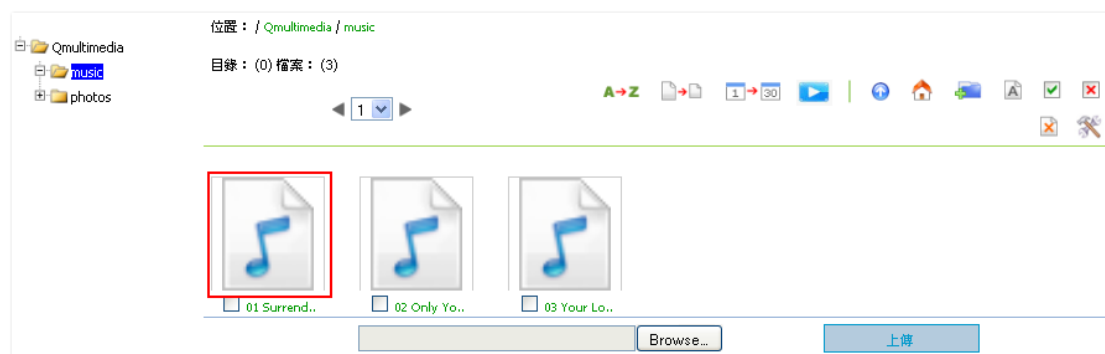 位置： / Qmultimedia / music
Qmultimedia
music
photos
目錄： (0) 檔案： (3)
1
A→Z
1 → 30
A
01 Surrend..
02 Only Yo..
03 Your Lo..
Browse...
上傳